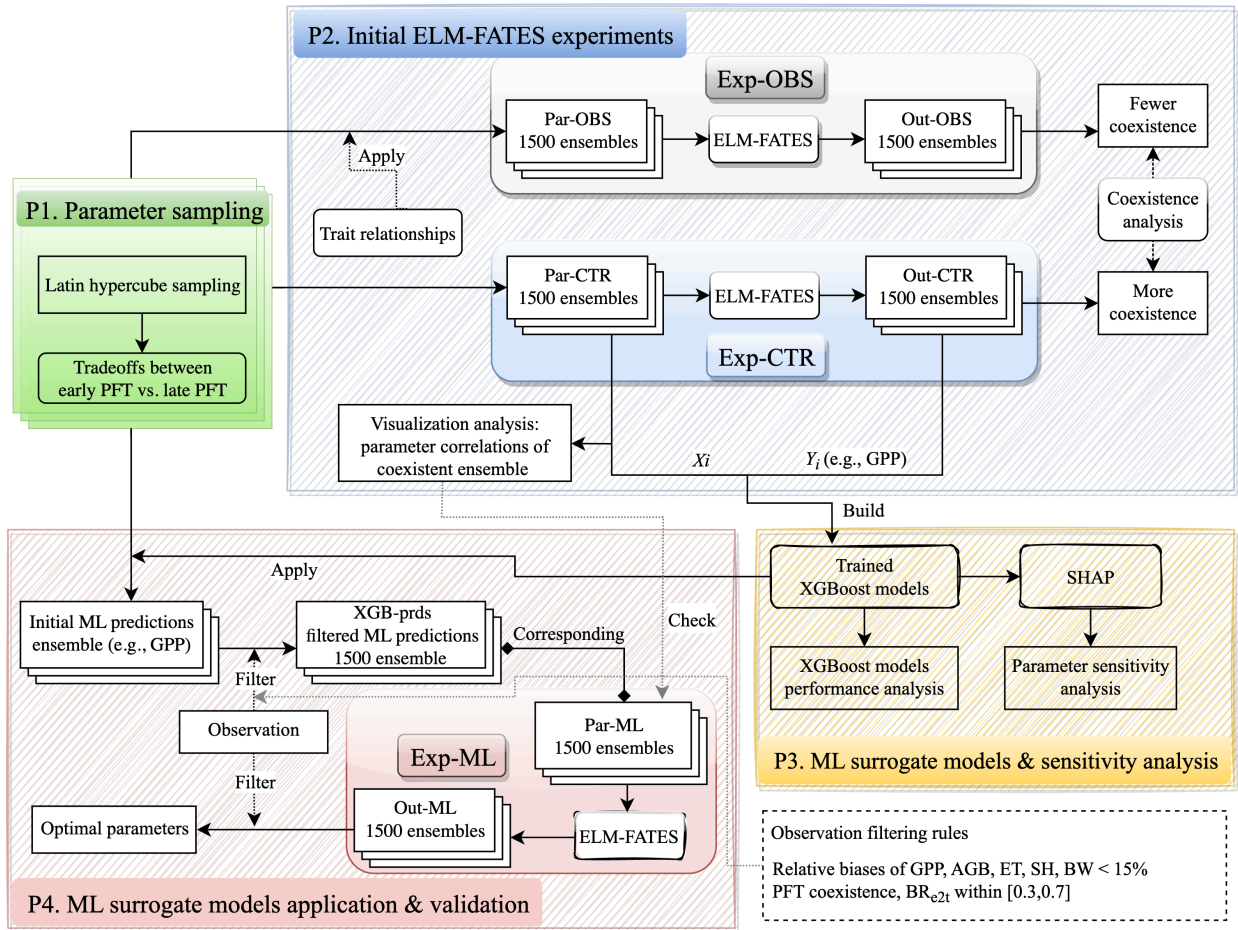 P2. Initial ELM-FATES experiments
Exp-OBS
Par-OBS
1500 ensembles
ELM-FATES
Out-OBS
1500 ensembles
Fewer
coexistence
Apply
Trait relationships
Coexistence
analysis
P1. Parameter sampling
Latin hypercube sampling
Tradeoffs between
early PFT vs. late PFT
Par-CTR
1500 ensembles
ELM-FATES
Out-CTR
1500 ensembles
More
coexistence
Exp-CTR
Visualization analysis:
parameter correlations of
coexistent ensemble
Xi
Yi (e.g., GPP)
Build
Apply
Trained
XGBoost models
SHAP
XGBoost models
performance analysis
Parameter sensitivity
analysis
P3. ML surrogate models & sensitivity analysis
Initial ML predictions
ensemble (e.g., GPP)
XGB-prds
filtered ML predictions
1500 ensemble
Corresponding
Check
Filter
Observation
Filter
Exp-ML
Par-ML
1500 ensembles
Out-ML
1500 ensembles
ELM-FATES
Optimal parameters
P4. ML surrogate models application & validation
Observation filtering rules
Relative biases of GPP, AGB, ET, SH, BW < 15%
PFT coexistence, BRe2t within [0.3,0.7]